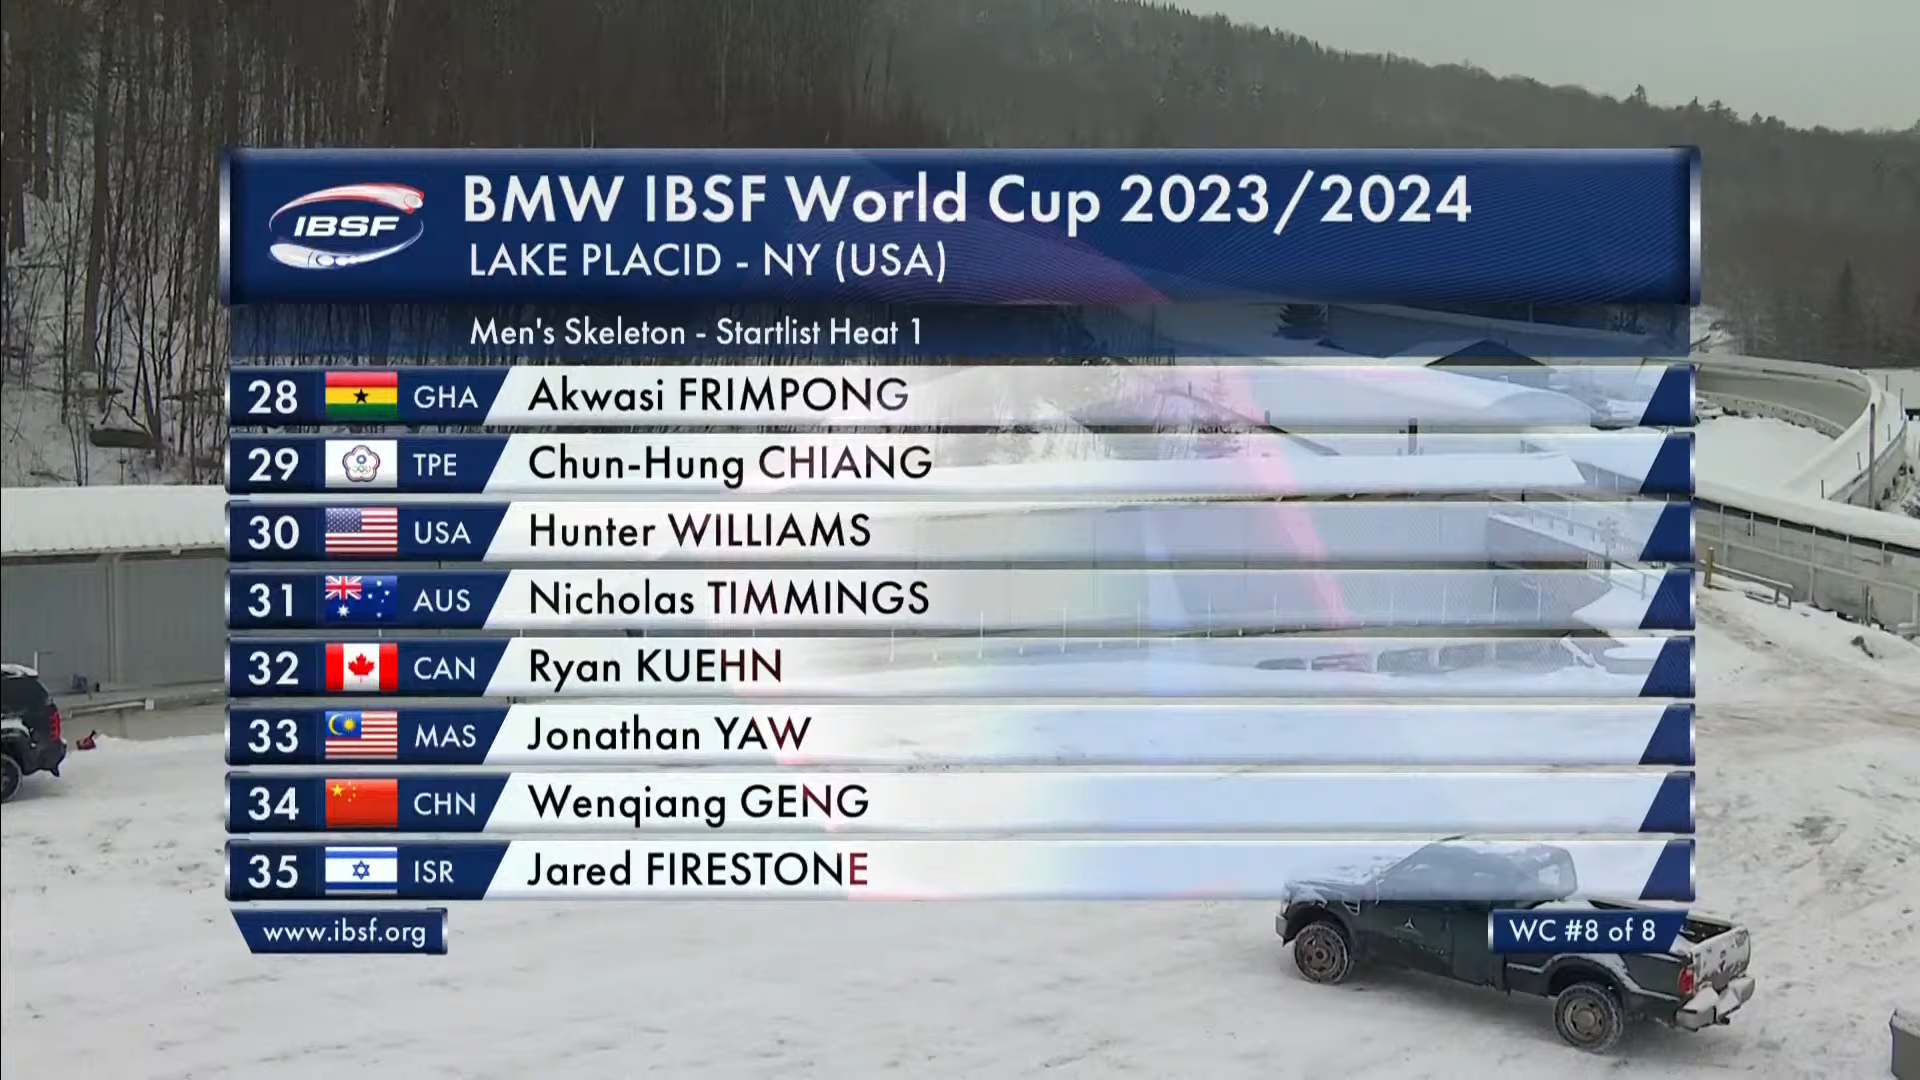 IBSF
BMW IBSF World Cup 2023/2024
LAKE PLACID - NY (USA)
Men's Skeleton - Startlist Heat 1
28 GHA Akwasi FRIMPONG
29 TPE Chun-Hung CHIANG
30 USA Hunter WILLIAMS
31 AUS Nicholas TIMMINGS
32 CAN Ryan KUEHN
33 MAS Jonathan YAW
34 CHN Wenqiang GENG
35 ISR Jared FIRESTONE
www.ibsf.org
WC #8 of 8